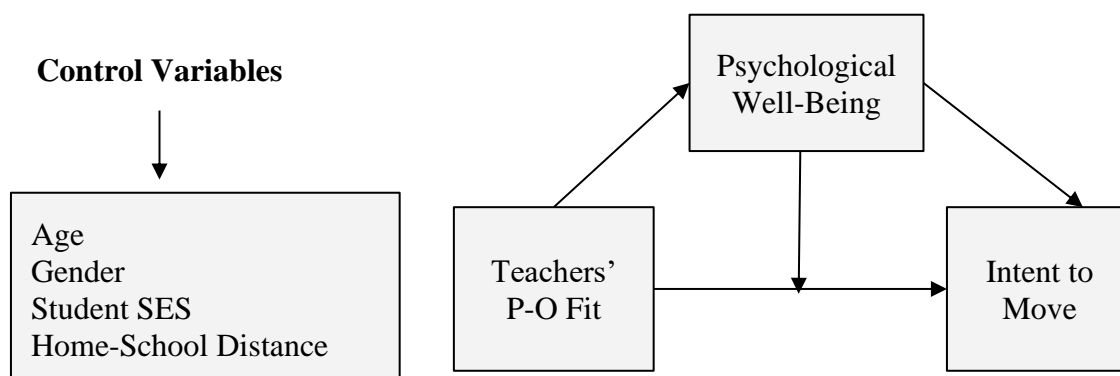 Control Variables
Age
Gender
Student SES
Home-School Distance
Psychological
Well-Being
Teachers’
P-O Fit
Intent to
Move